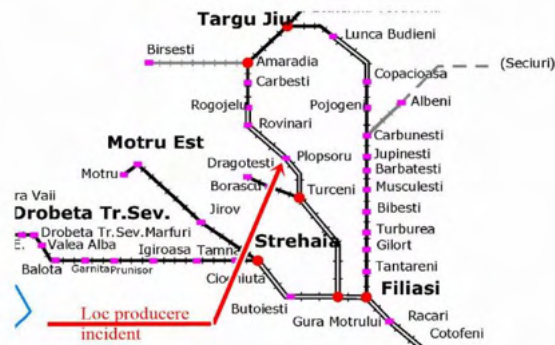 Targu Jiu
Birsesti
Lunca Budieni
Amaradia
(Seciuri)
Copacioasa
Carbesti
Rogojelu
Pojogeni
Albeni
Rovinari
Carbunesti
Motru Est
Dragotesti
Plopsoru
Jupinesti
Barbatesti
Motru
Borascu
Turceni
Musculesti
ra Vaii
Jirov
Bibesti
Drobeta Tr.Sev.
E.
Drobeta Tr.Sev.Marfuri
Strehaia
Turburea
Valea Alba
Igiroasa
Tamna
Gilort
Balota
Garnita
Prunisor
Ciochiuta
Tantareni
Butoiesti
Filiasi
Loc producere
incident
Gura Motrului
Racari
Cotofeni